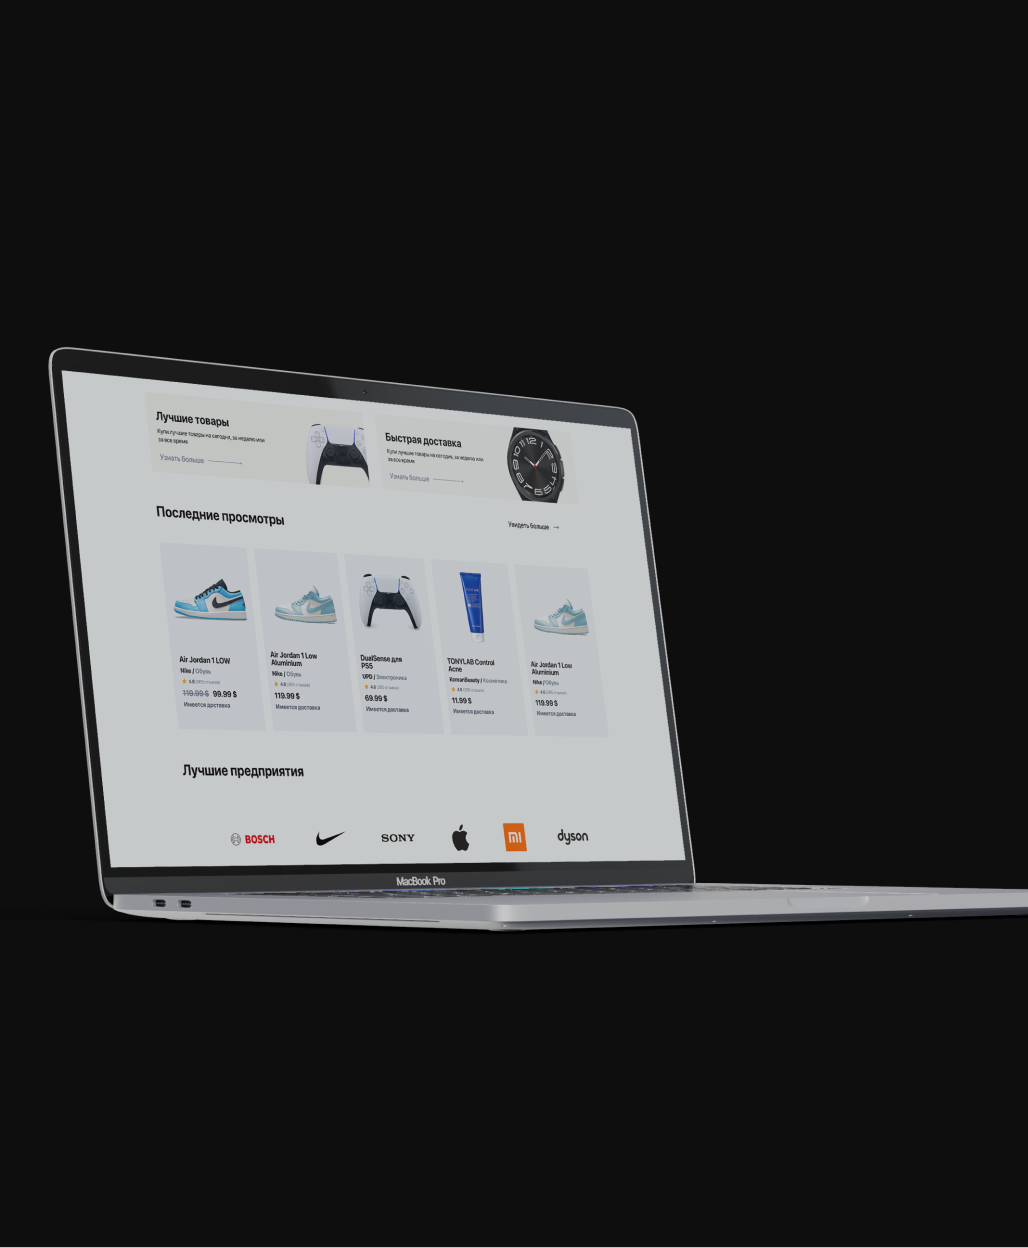 Лучшие товары
Купи лучшие товары на сегодня, за неделю или
за все время
Узнать больше
Быстрая доставка
Купи лучшие товары на сегодня, за неделю или
за все время
Узнать больше
Последние просмотры
Увидеть больше →
Air Jordan 1 LOW
Nike / Обувь
4.8
119.99 $ 99.99 $
Имеется доставка
Air Jordan 1 Low
Aluminium
Nike / Обувь
4.8
119.99 $
Имеется доставка
DualSense для
PS5
UPD / Электроника
4.8
69.99 $
Имеется доставка
TONYLAB Control
Acne
KoreanBeauty / Косметика
4.8
11.99 $
Имеется доставка
Air Jordan 1 Low
Aluminium
Nike / Обувь
4.8
119.99 $
Имеется доставка
Лучшие предприятия
BOSCH
SONY
mi
dyson
MacBook Pro